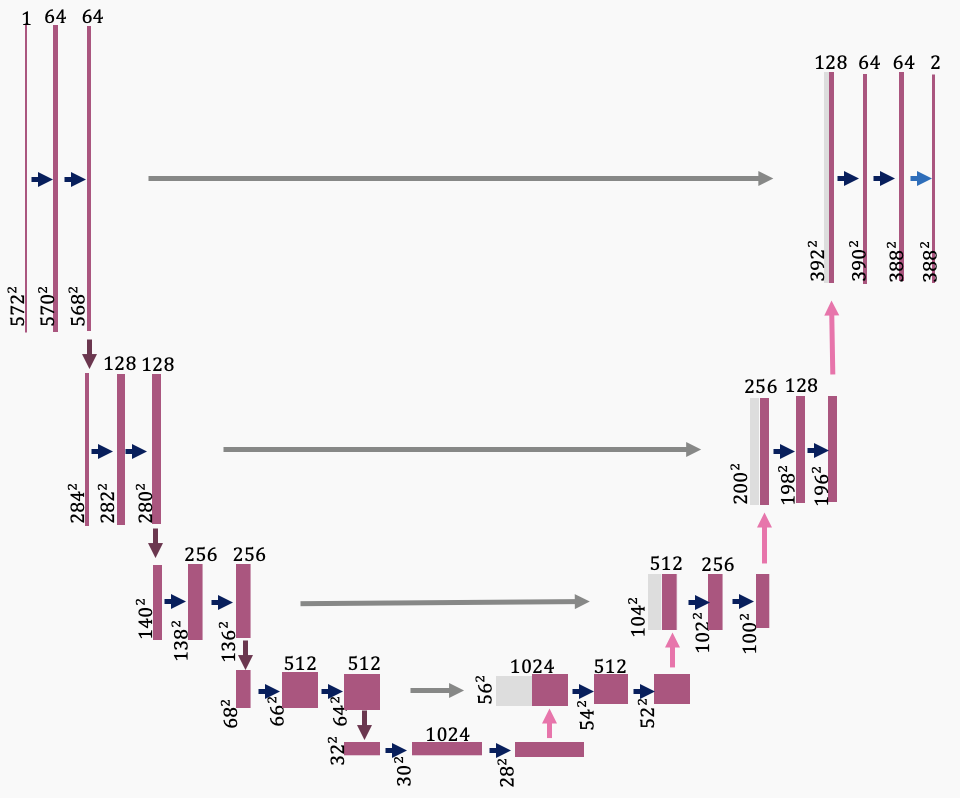 1 64 64
128 64 64 2
572² 570² 568²
392² 390² 388² 388²
128 128
256 128
284² 282² 280²
200² 198² 196²
256 256
512 256
140² 138² 136²
104² 102² 100²
512 512
1024 512
68² 66² 64²
56² 54² 52²
1024
32² 30² 28²